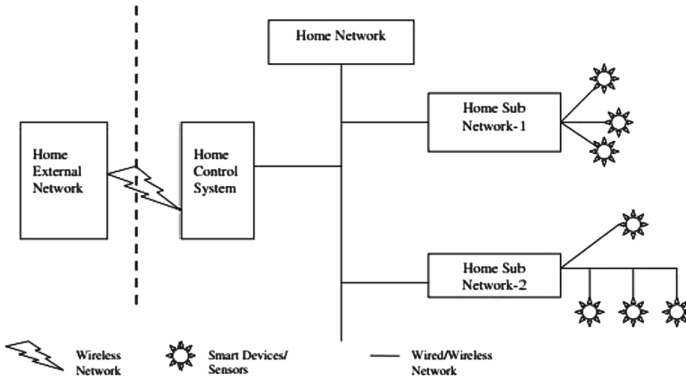 Home Network
Home Sub
Network-1
Home
External
Network
Home
Control
System
Home Sub
Network-2
Wireless
Network
Smart Devices/
Sensors
Wired/Wireless
Network